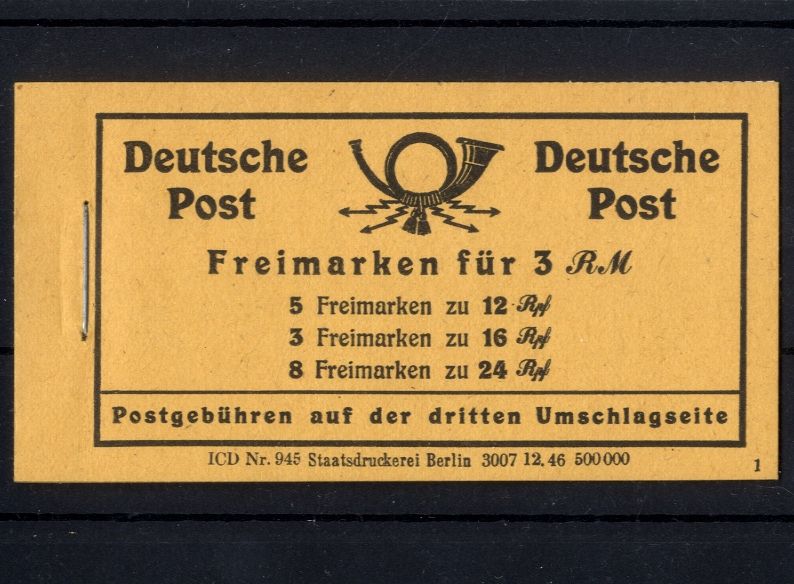 Deutsche Post
Deutsche Post
Freimarken für 3 RM
5 Freimarken zu 12 Rpf
3 Freimarken zu 16 Rpf
8 Freimarken zu 24 Rpf
Postgebühren auf der dritten Umschlagseite
ICD Nr. 945 Staatsdruckerei Berlin 3007 12.46 500000
1